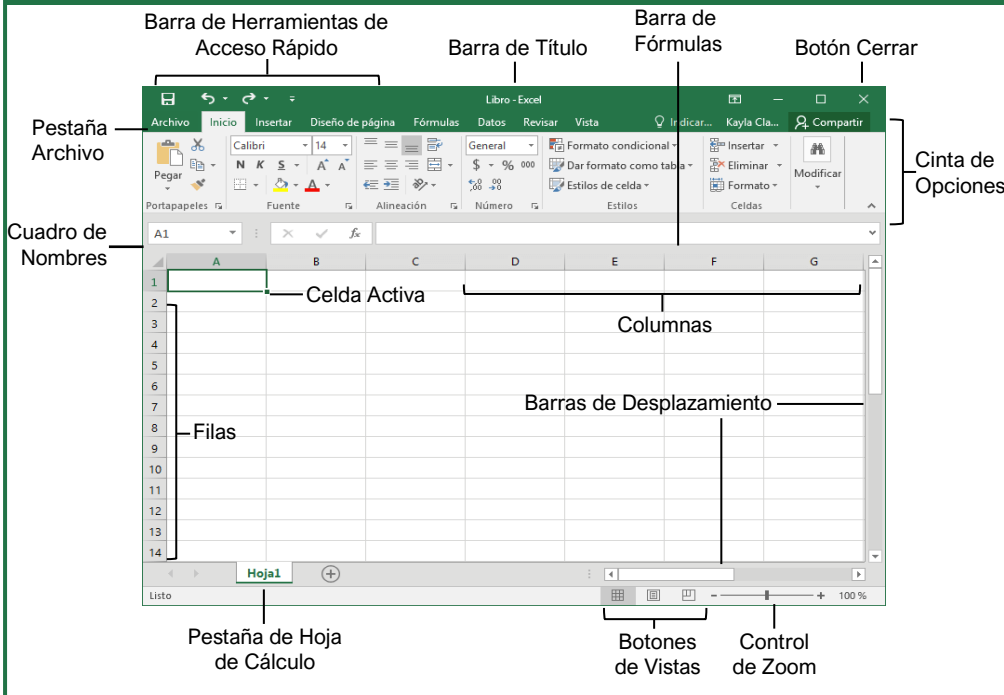 Barra de Herramientas de
Acceso Rápido
Barra de Título
Barra de
Fórmulas
Botón Cerrar
Libro - Excel
Pestaña
Archivo
Archivo Inicio Insertar Diseño de página Fórmulas Datos Revisar Vista Indicar... Kayla Cla... Compartir
Pegar
Calibri 14
General
Formato condicional
Insertar
N K S A A
$ % 000
Dar formato como tabla
Eliminar
Modificar
A
Estilos de celda
Formato
Portapapeles Fuente Alineación Número Estilos Celdas
Cinta de
Opciones
Cuadro de
Nombres
A1 fx
A B C D E F G
1
2
3
4
5
6
7
8
9
10
11
12
13
14
Celda Activa
Columnas
Barras de Desplazamiento
Filas
Hoja1
Listo
100 %
Pestaña de Hoja
de Cálculo
Botones
de Vistas
Control
de Zoom